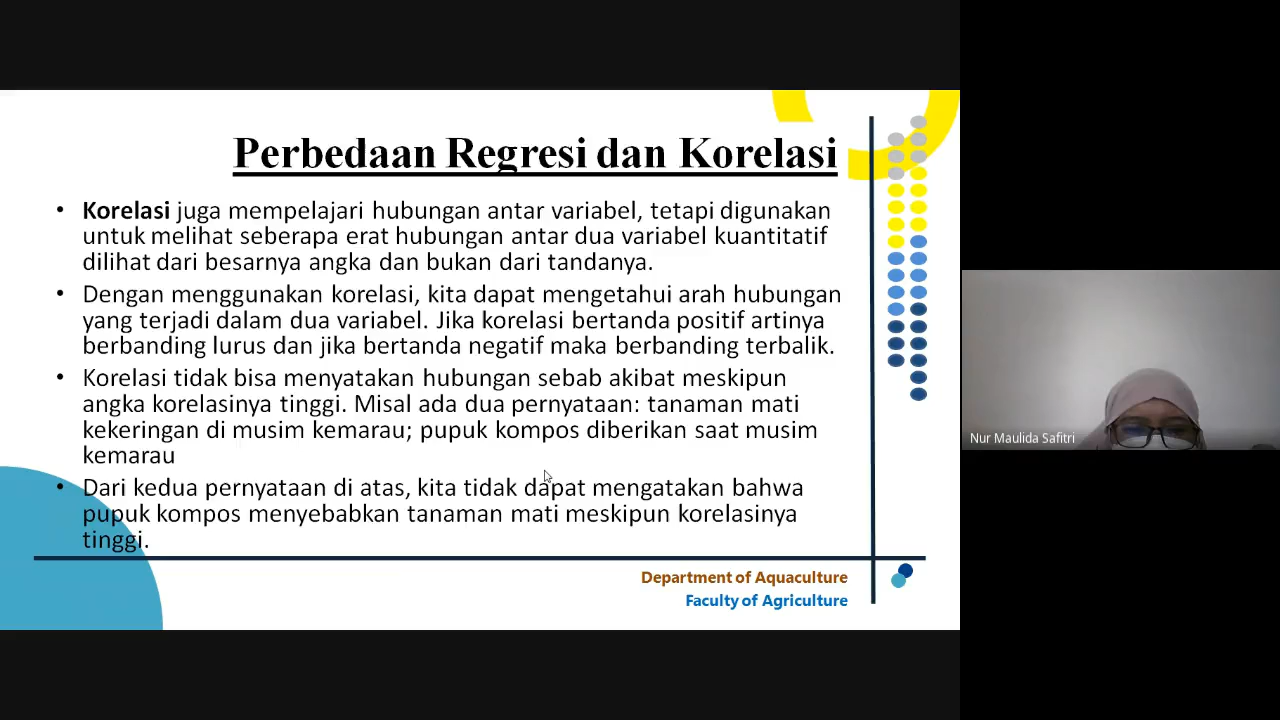 Perbedaan Regresi dan Korelasi
• Korelasi juga mempelajari hubungan antar variabel, tetapi digunakan
untuk melihat seberapa erat hubungan antar dua variabel kuantitatif
dilihat dari besarnya angka dan bukan dari tandanya.
• Dengan menggunakan korelasi, kita dapat mengetahui arah hubungan
yang terjadi dalam dua variabel. Jika korelasi bertanda positif artinya
berbanding lurus dan jika bertanda negatif maka berbanding terbalik.
• Korelasi tidak bisa menyatakan hubungan sebab akibat meskipun
angka korelasinya tinggi. Misal ada dua pernyataan: tanaman mati
kekeringan di musim kemarau; pupuk kompos diberikan saat musim
kemarau
• Dari kedua pernyataan di atas, kita tidak dapat mengatakan bahwa
pupuk kompos menyebabkan tanaman mati meskipun korelasinya
tinggi.
Department of Aquaculture
Faculty of Agriculture
Nur Maulida Safitri